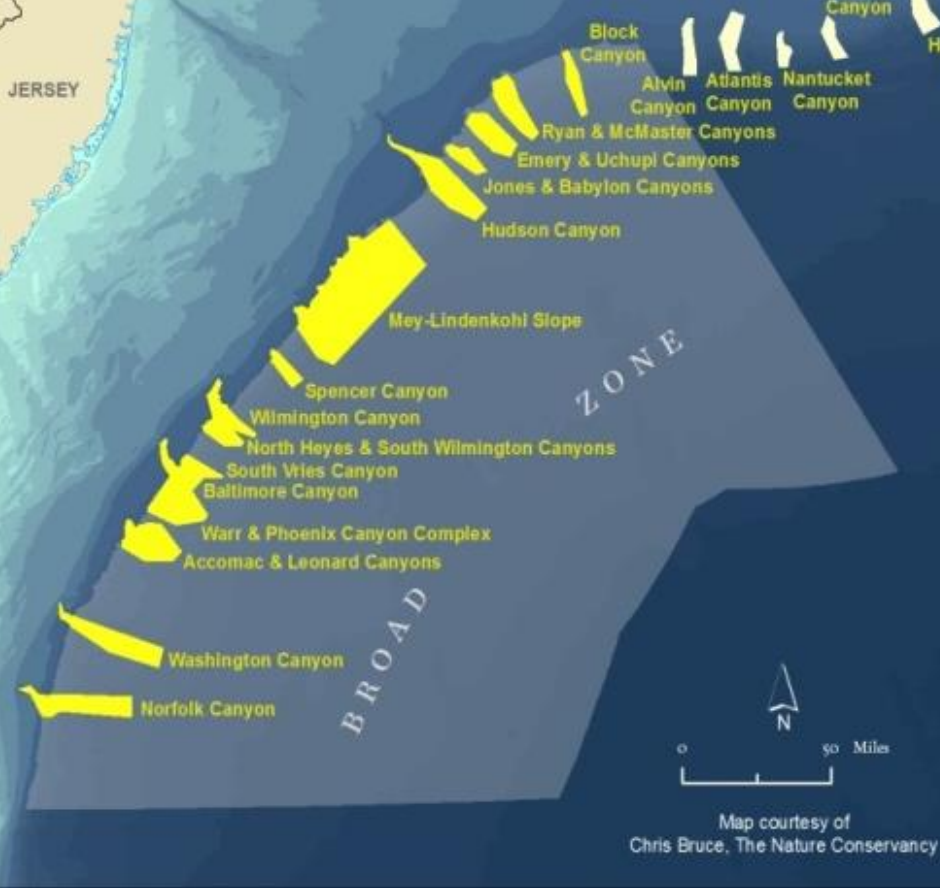 Canyon
H
Block
Canyon
JERSEY
Alvin
Canyon
Atlantis
Canyon
Nantucket
Canyon
Ryan & McMaster Canyons
Emery & Uchupi Canyons
Jones & Babylon Canyons
Hudson Canyon
Mey-Lindenkohl Slope
ZONE
Spencer Canyon
Wilmington Canyon
North Heyes & South Wilmington Canyons
South Vries Canyon
Baltimore Canyon
Warr & Phoenix Canyon Complex
Accomac & Leonard Canyons
BROAD
Washington Canyon
Norfolk Canyon
N
0 50 Miles
Map courtesy of
Chris Bruce, The Nature Conservancy